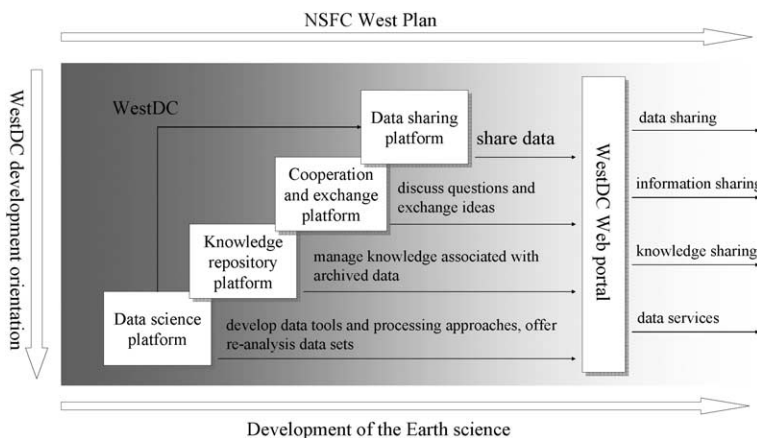 NSFC West Plan
WestDC development orientation
WestDC
Data sharing
platform
share data
data sharing
Cooperation
and exchange
platform
discuss questions and
exchange ideas
information sharing
Knowledge
repository
platform
manage knowledge associated with
archived data
knowledge sharing
Data science
platform
develop data tools and processing approaches, offer
re-analysis data sets
data services
WestDC Web portal
Development of the Earth science